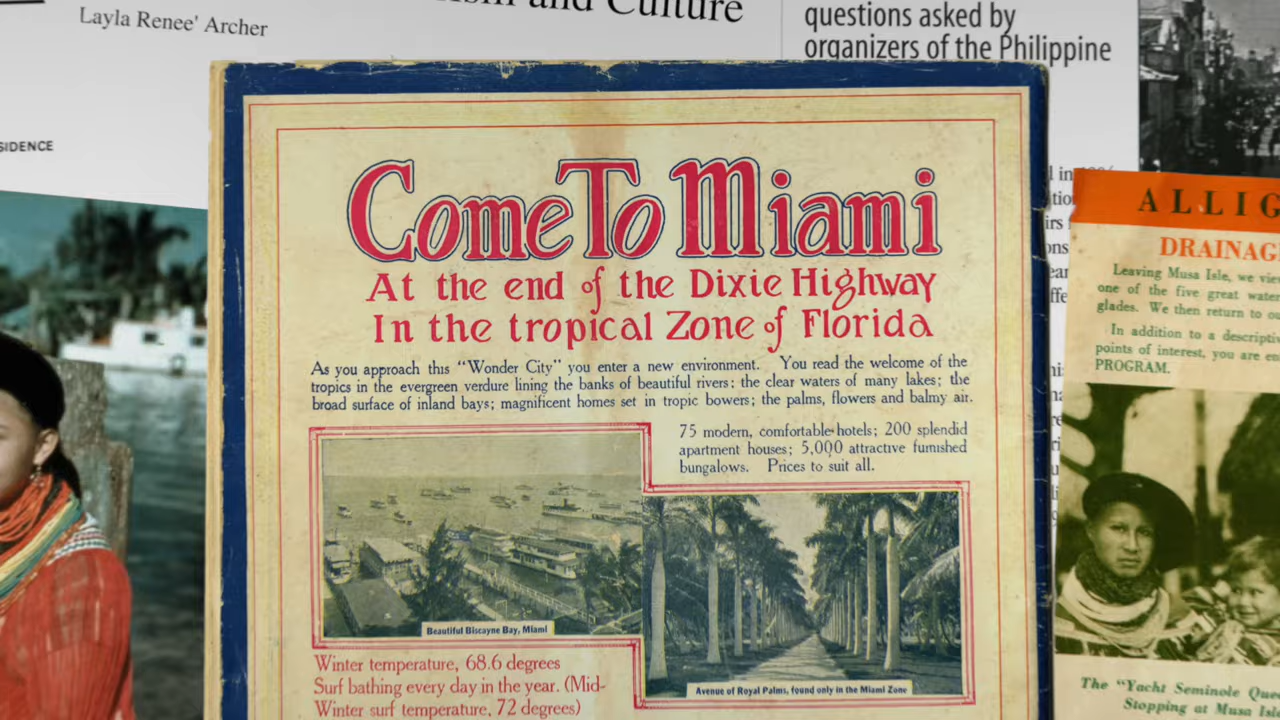 Layla Renee' Archer
and Culture
questions asked by
organizers of the Philippine
Come To Miami
At the end of the Dixie Highway
In the tropical Zone of Florida
As you approach this "Wonder City" you enter a new environment. You read the welcome of the
tropics in the evergreen verdure lining the banks of beautiful rivers; the clear waters of many lakes; the
broad surface of inland bays; magnificent homes set in tropic bowers; the palms, flowers and balmy air.
75 modern, comfortable hotels; 200 splendid
apartment houses; 5,000 attractive furnished
bungalows. Prices to suit all.
Beautiful Biscayne Bay, Miami
Avenue of Royal Palms, found only in the Miami Zone
Winter temperature, 68.6 degrees
Surf bathing every day in the year. (Mid-
Winter surf temperature, 72 degrees)
ALLIG
DRAINAG
Leaving Musa Isle, we vie
one of the five great water
glades. We then return to ou
In addition to a descriptiv
points of interest, you are en
PROGRAM.
The "Yacht Seminole Que
Stopping at Musa Isl